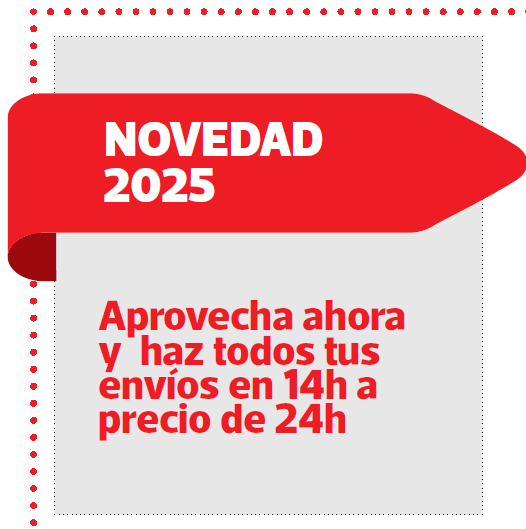 NOVEDAD
2025
Aprovecha ahora
y  haz todos tus
envíos en 14h a
precio de 24h